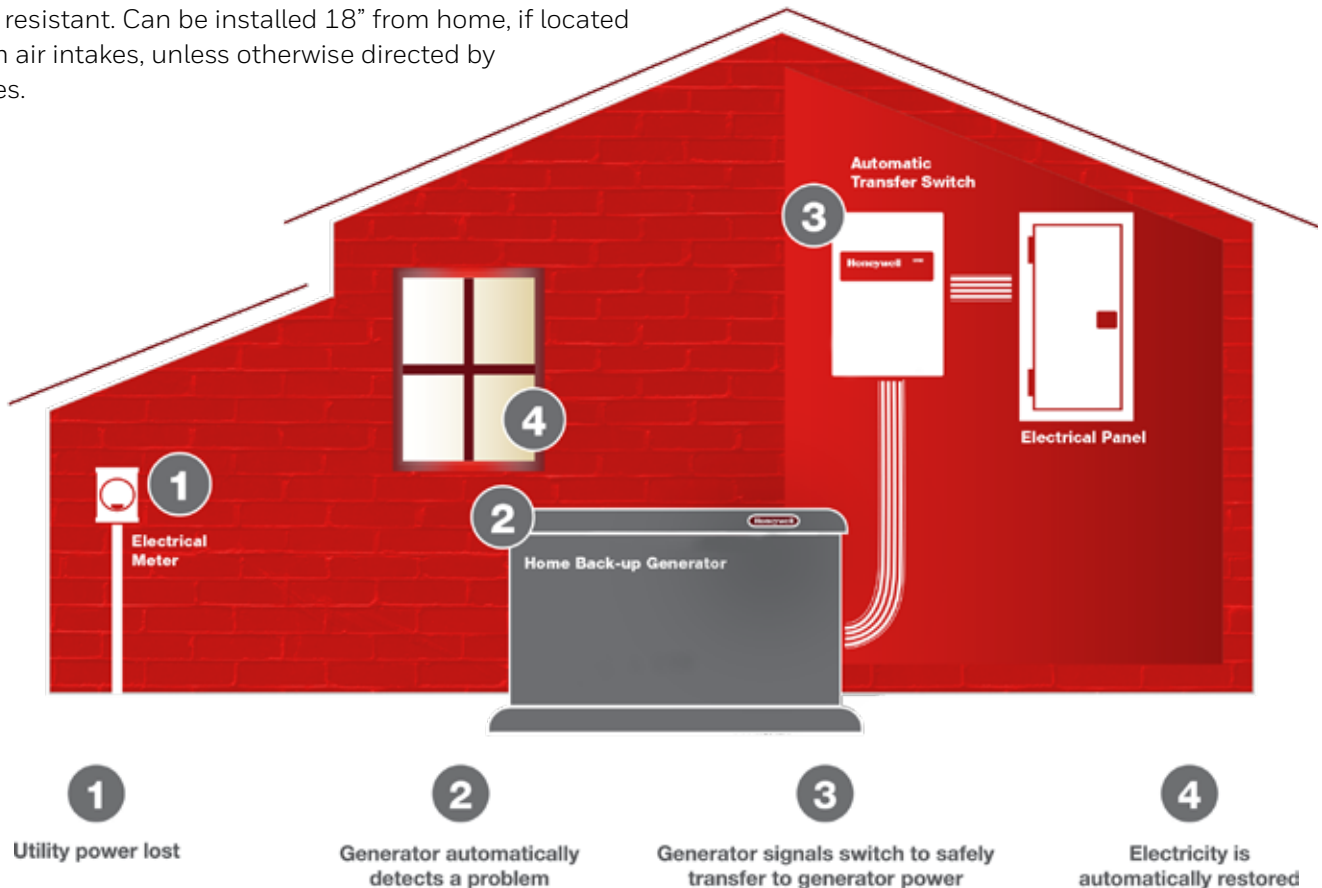 resistant. Can be installed 18” from home, if located
air intakes, unless otherwise directed by
Automatic
Transfer Switch
3
Honeywell
4
Electrical Panel
1
Electrical
Meter
2
Honeywell
Home Back-up Generator
1
2
3
4
Utility power lost
Generator automatically
detects a problem
Generator signals switch to safely
transfer to generator power
Electricity is
automatically restored